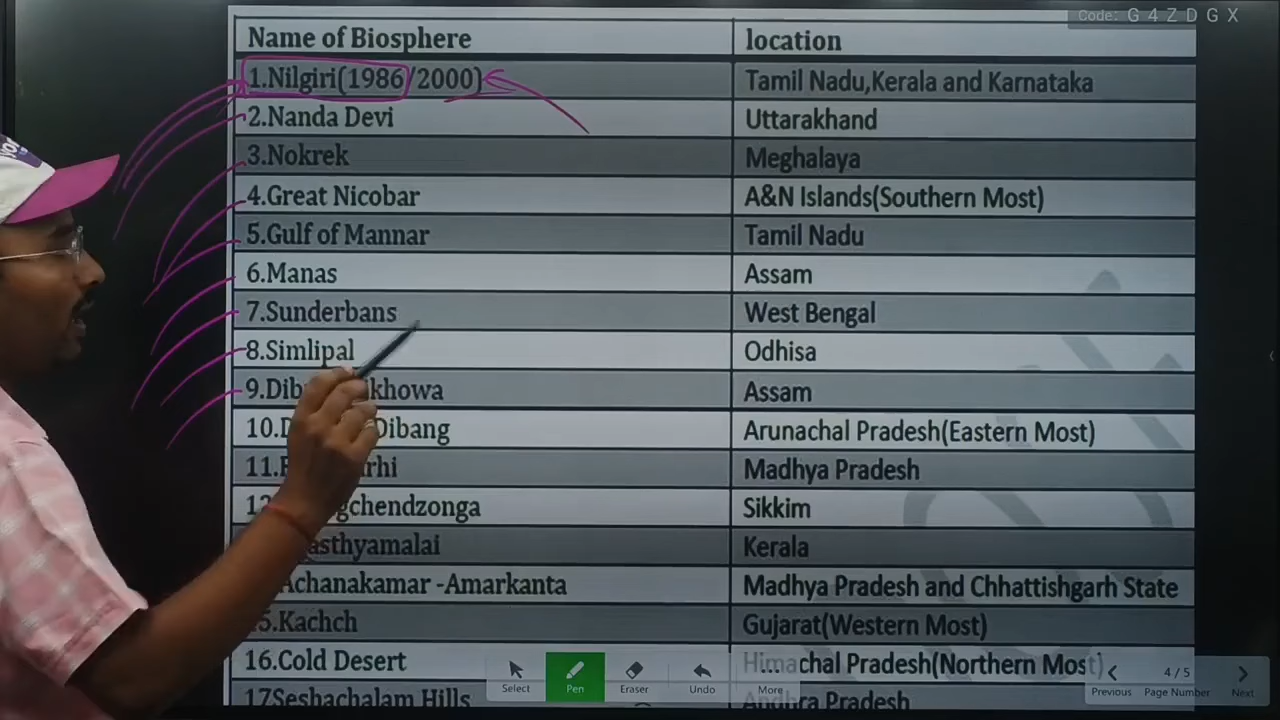 Code: G 4 Z D G X
Name of Biosphere location
1.Nilgiri(1986/2000) Tamil Nadu,Kerala and Karnataka
2.Nanda Devi Uttarakhand
3.Nokrek Meghalaya
4.Great Nicobar A&N Islands(Southern Most)
5.Gulf of Mannar Tamil Nadu
6.Manas Assam
7.Sunderbans West Bengal
8.Simlipal Odhisa
9.Dib khowa Assam
10.D Dibang Arunachal Pradesh(Eastern Most)
11. rhi Madhya Pradesh
12 gchendzonga Sikkim
asthyamalai Kerala
Achanakamar -Amarkanta Madhya Pradesh and Chhattishgarh State
5.Kachch Gujarat(Western Most)
16.Cold Desert Himachal Pradesh(Northern Most)
17Seshachalam Hills Andhra Pradesh
Select Pen Eraser Undo More
4 / 5
Previous Page Number Next